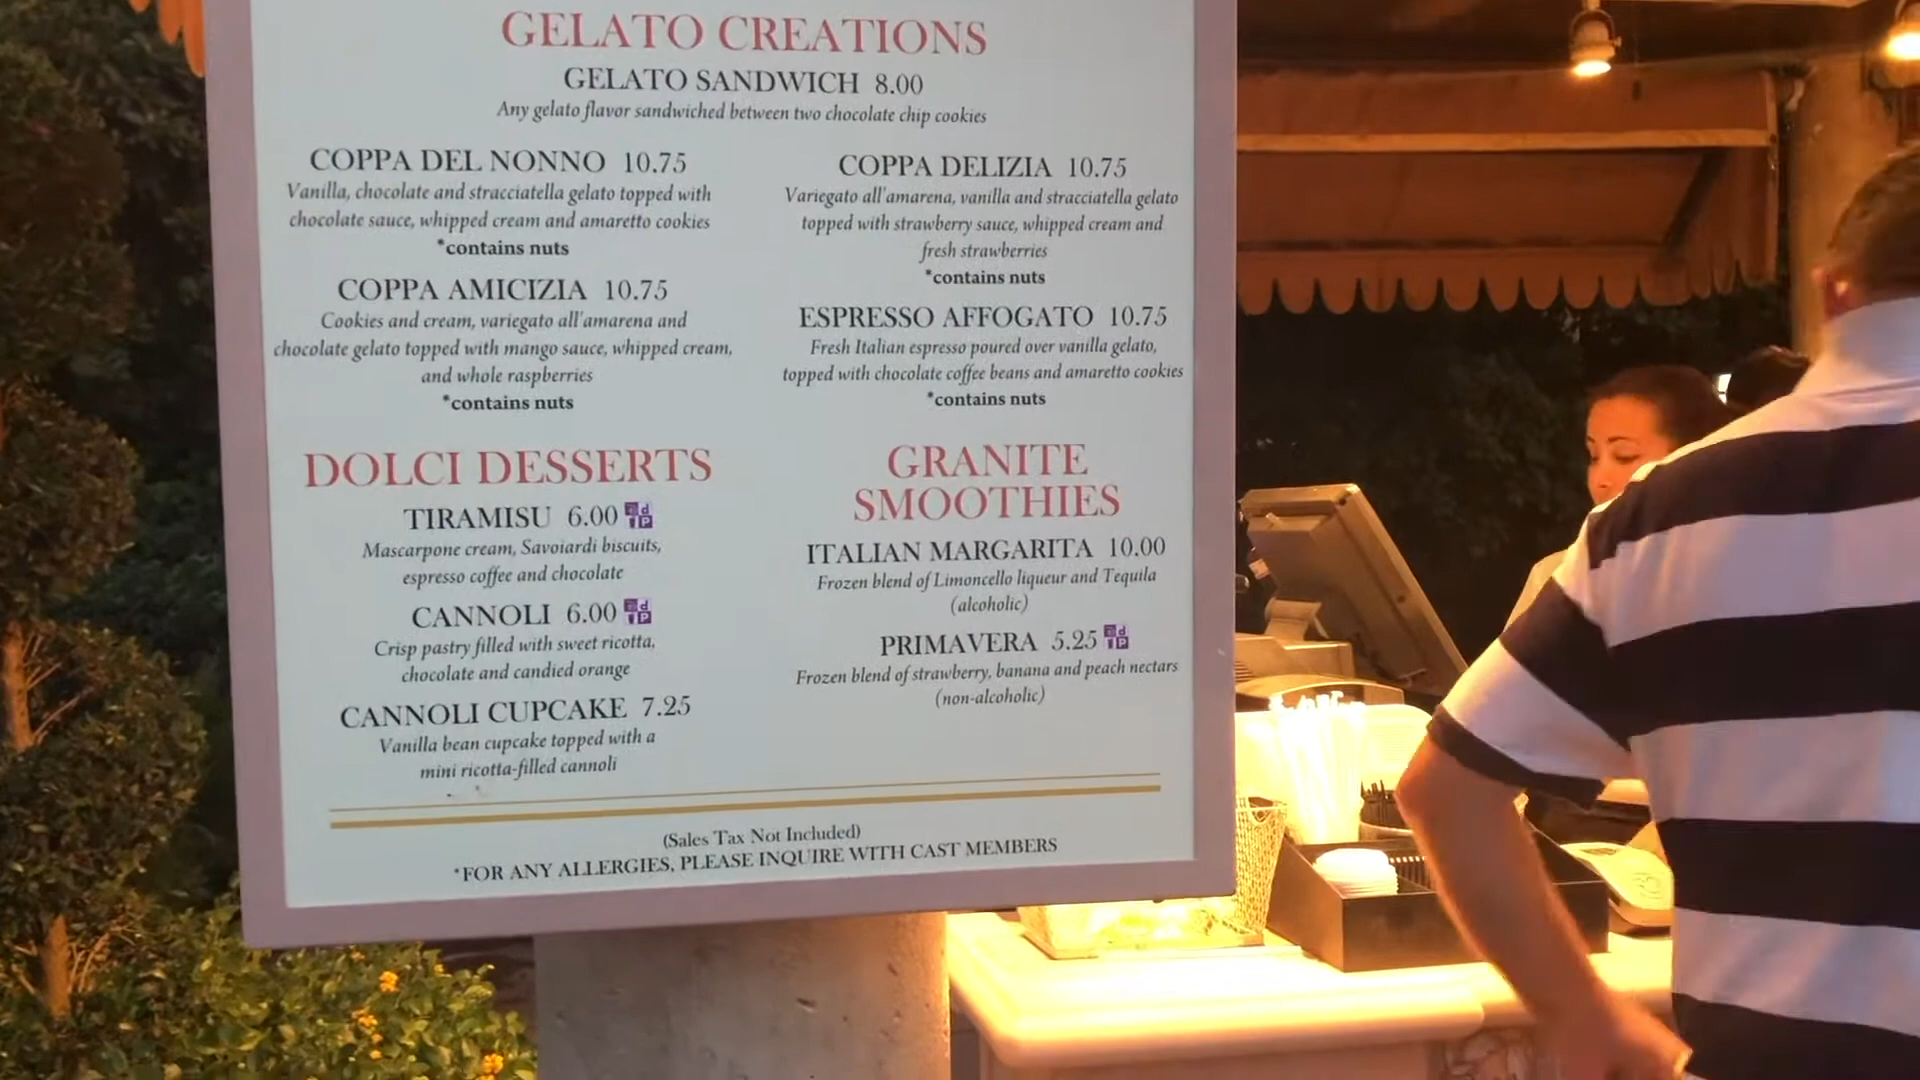 GELATO CREATIONS
GELATO SANDWICH 8.00
Any gelato flavor sandwiched between two chocolate chip cookies
COPPA DEL NONNO 10.75
Vanilla, chocolate and stracciatella gelato topped with
chocolate sauce, whipped cream and amaretto cookies
*contains nuts
COPPA AMICIZIA 10.75
Cookies and cream, variegato all'amarena and
chocolate gelato topped with mango sauce, whipped cream,
and whole raspberries
*contains nuts
COPPA DELIZIA 10.75
Variegato all'amarena, vanilla and stracciatella gelato
topped with strawberry sauce, whipped cream and
fresh strawberries
*contains nuts
ESPRESSO AFFOGATO 10.75
Fresh Italian espresso poured over vanilla gelato,
topped with chocolate coffee beans and amaretto cookies
*contains nuts
DOLCI DESSERTS
TIRAMISU 6.00
Mascarpone cream, Savoiardi biscuits,
espresso coffee and chocolate
CANNOLI 6.00
Crisp pastry filled with sweet ricotta,
chocolate and candied orange
CANNOLI CUPCAKE 7.25
Vanilla bean cupcake topped with a
mini ricotta-filled cannoli
GRANITE
SMOOTHIES
ITALIAN MARGARITA 10.00
Frozen blend of Limoncello liqueur and Tequila
(alcoholic)
PRIMAVERA 5.25
Frozen blend of strawberry, banana and peach nectars
(non-alcoholic)
(Sales Tax Not Included)
*FOR ANY ALLERGIES, PLEASE INQUIRE WITH CAST MEMBERS